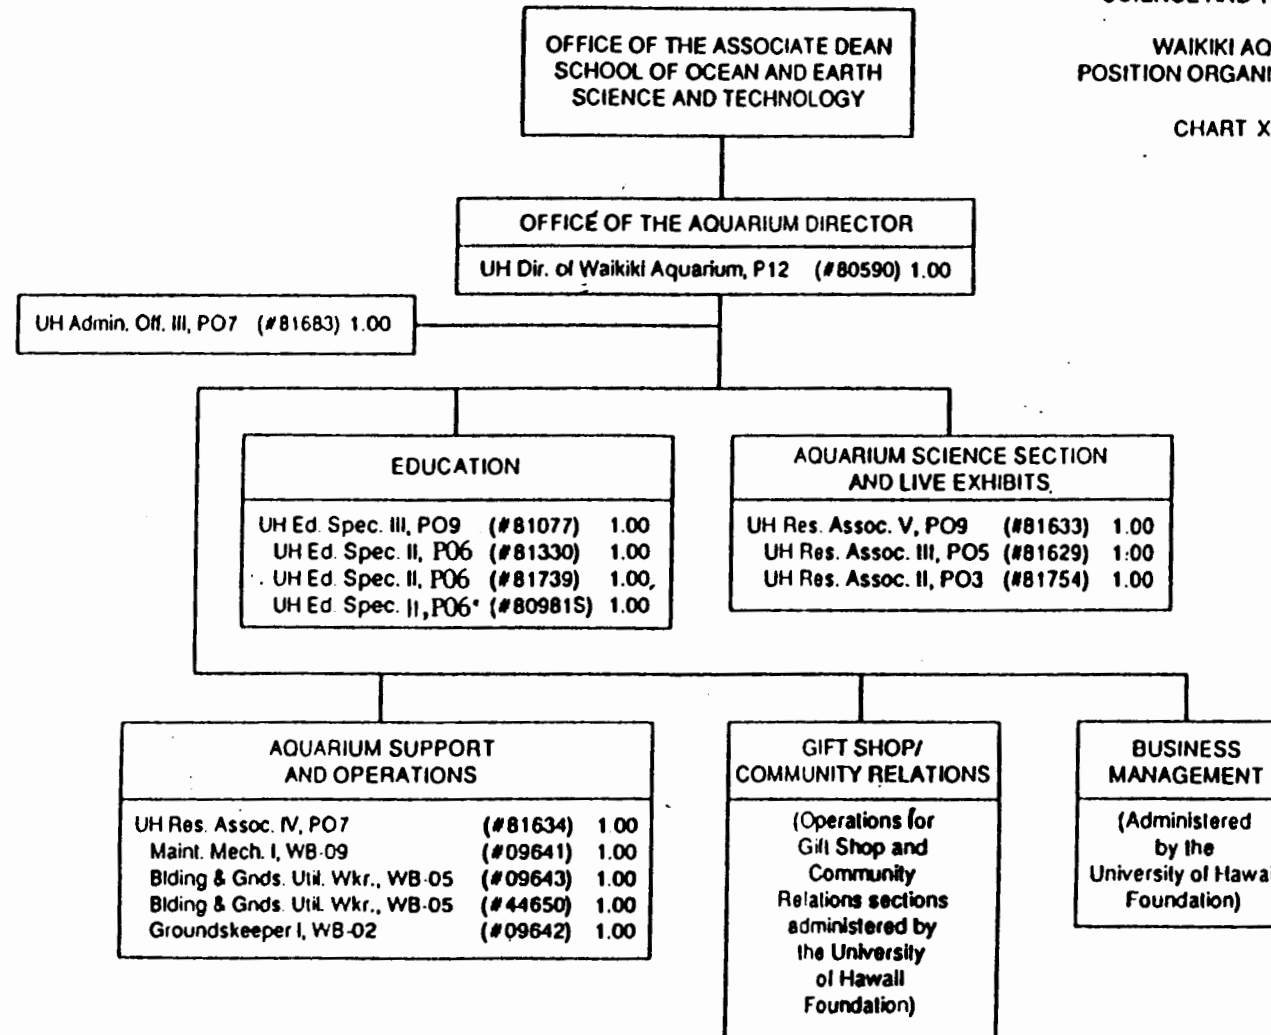 OFFICE OF THE ASSOCIATE DEAN
SCHOOL OF OCEAN AND EARTH
SCIENCE AND TECHNOLOGY
WAIKIKI AQ
POSITION ORGANI
CHART X
OFFICE OF THE AQUARIUM DIRECTOR
UH Dir. of Waikiki Aquarium, P12 (#80590) 1.00
UH Admin. Off. III, PO7 (#81683) 1.00
EDUCATION
UH Ed. Spec. III, PO9 (#81077) 1.00
UH Ed. Spec. II, PO6 (#81330) 1.00
UH Ed. Spec. II, PO6 (#81739) 1.00
UH Ed. Spec. II, PO6* (#80981S) 1.00
AQUARIUM SCIENCE SECTION
AND LIVE EXHIBITS
UH Res. Assoc. V, PO9 (#81633) 1.00
UH Res. Assoc. III, PO5 (#81629) 1.00
UH Res. Assoc. II, PO3 (#81754) 1.00
AQUARIUM SUPPORT
AND OPERATIONS
UH Res. Assoc. IV, PO7 (#81634) 1.00
Maint. Mech. I, WB-09 (#09641) 1.00
Blding & Gnds. Util. Wkr., WB-05 (#09643) 1.00
Blding & Gnds. Util. Wkr., WB-05 (#44650) 1.00
Groundskeeper I, WB-02 (#09642) 1.00
GIFT SHOP/
COMMUNITY RELATIONS
(Operations for
Gift Shop and
Community
Relations sections
administered by
the University
of Hawaii
Foundation)
BUSINESS
MANAGEMENT
(Administered
by the
University of Hawai
Foundation)